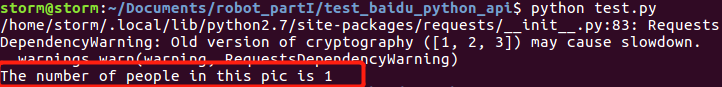 storm@storm:~/Documents/robot_partI/test_baidu_python_api$ python test.py
/home/storm/.local/lib/python2.7/site-packages/requests/__init__.py:83: Requests
DependencyWarning: Old version of cryptography ([1, 2, 3]) may cause slowdown.
  warnings.warn(warning, RequestsDependencyWarning)
The number of people in this pic is 1